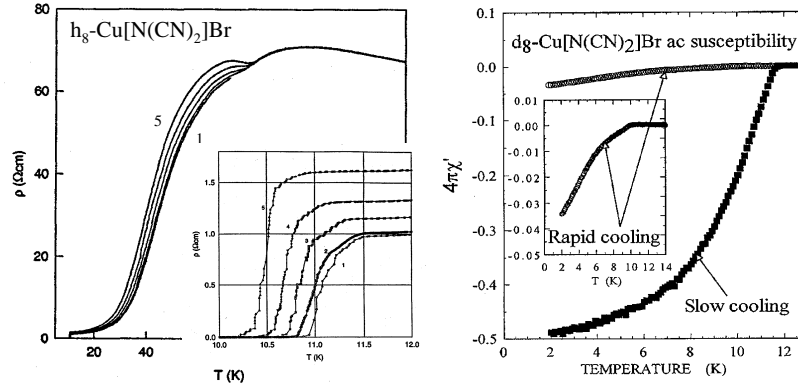 h₈-Cu[N(CN)₂]Br
ρ (Ωcm)
80
60
40
20
0
5
1
20
40
T (K)
ρ (Ωcm)
1.5
1.0
0.5
0.0
5
4
3
2
1
10.0
10.5
11.0
11.5
12.0
T (K)
d₈-Cu[N(CN)₂]Br ac susceptibility
4πχ'
0.1
0.0
-0.1
-0.2
-0.3
-0.4
-0.5
0.01
0.00
-0.01
-0.02
-0.03
-0.04
-0.05
Rapid cooling
0 2 4 6 8 10 12 14
T (K)
Slow cooling
0 2 4 6 8 10 12
TEMPERATURE (K)